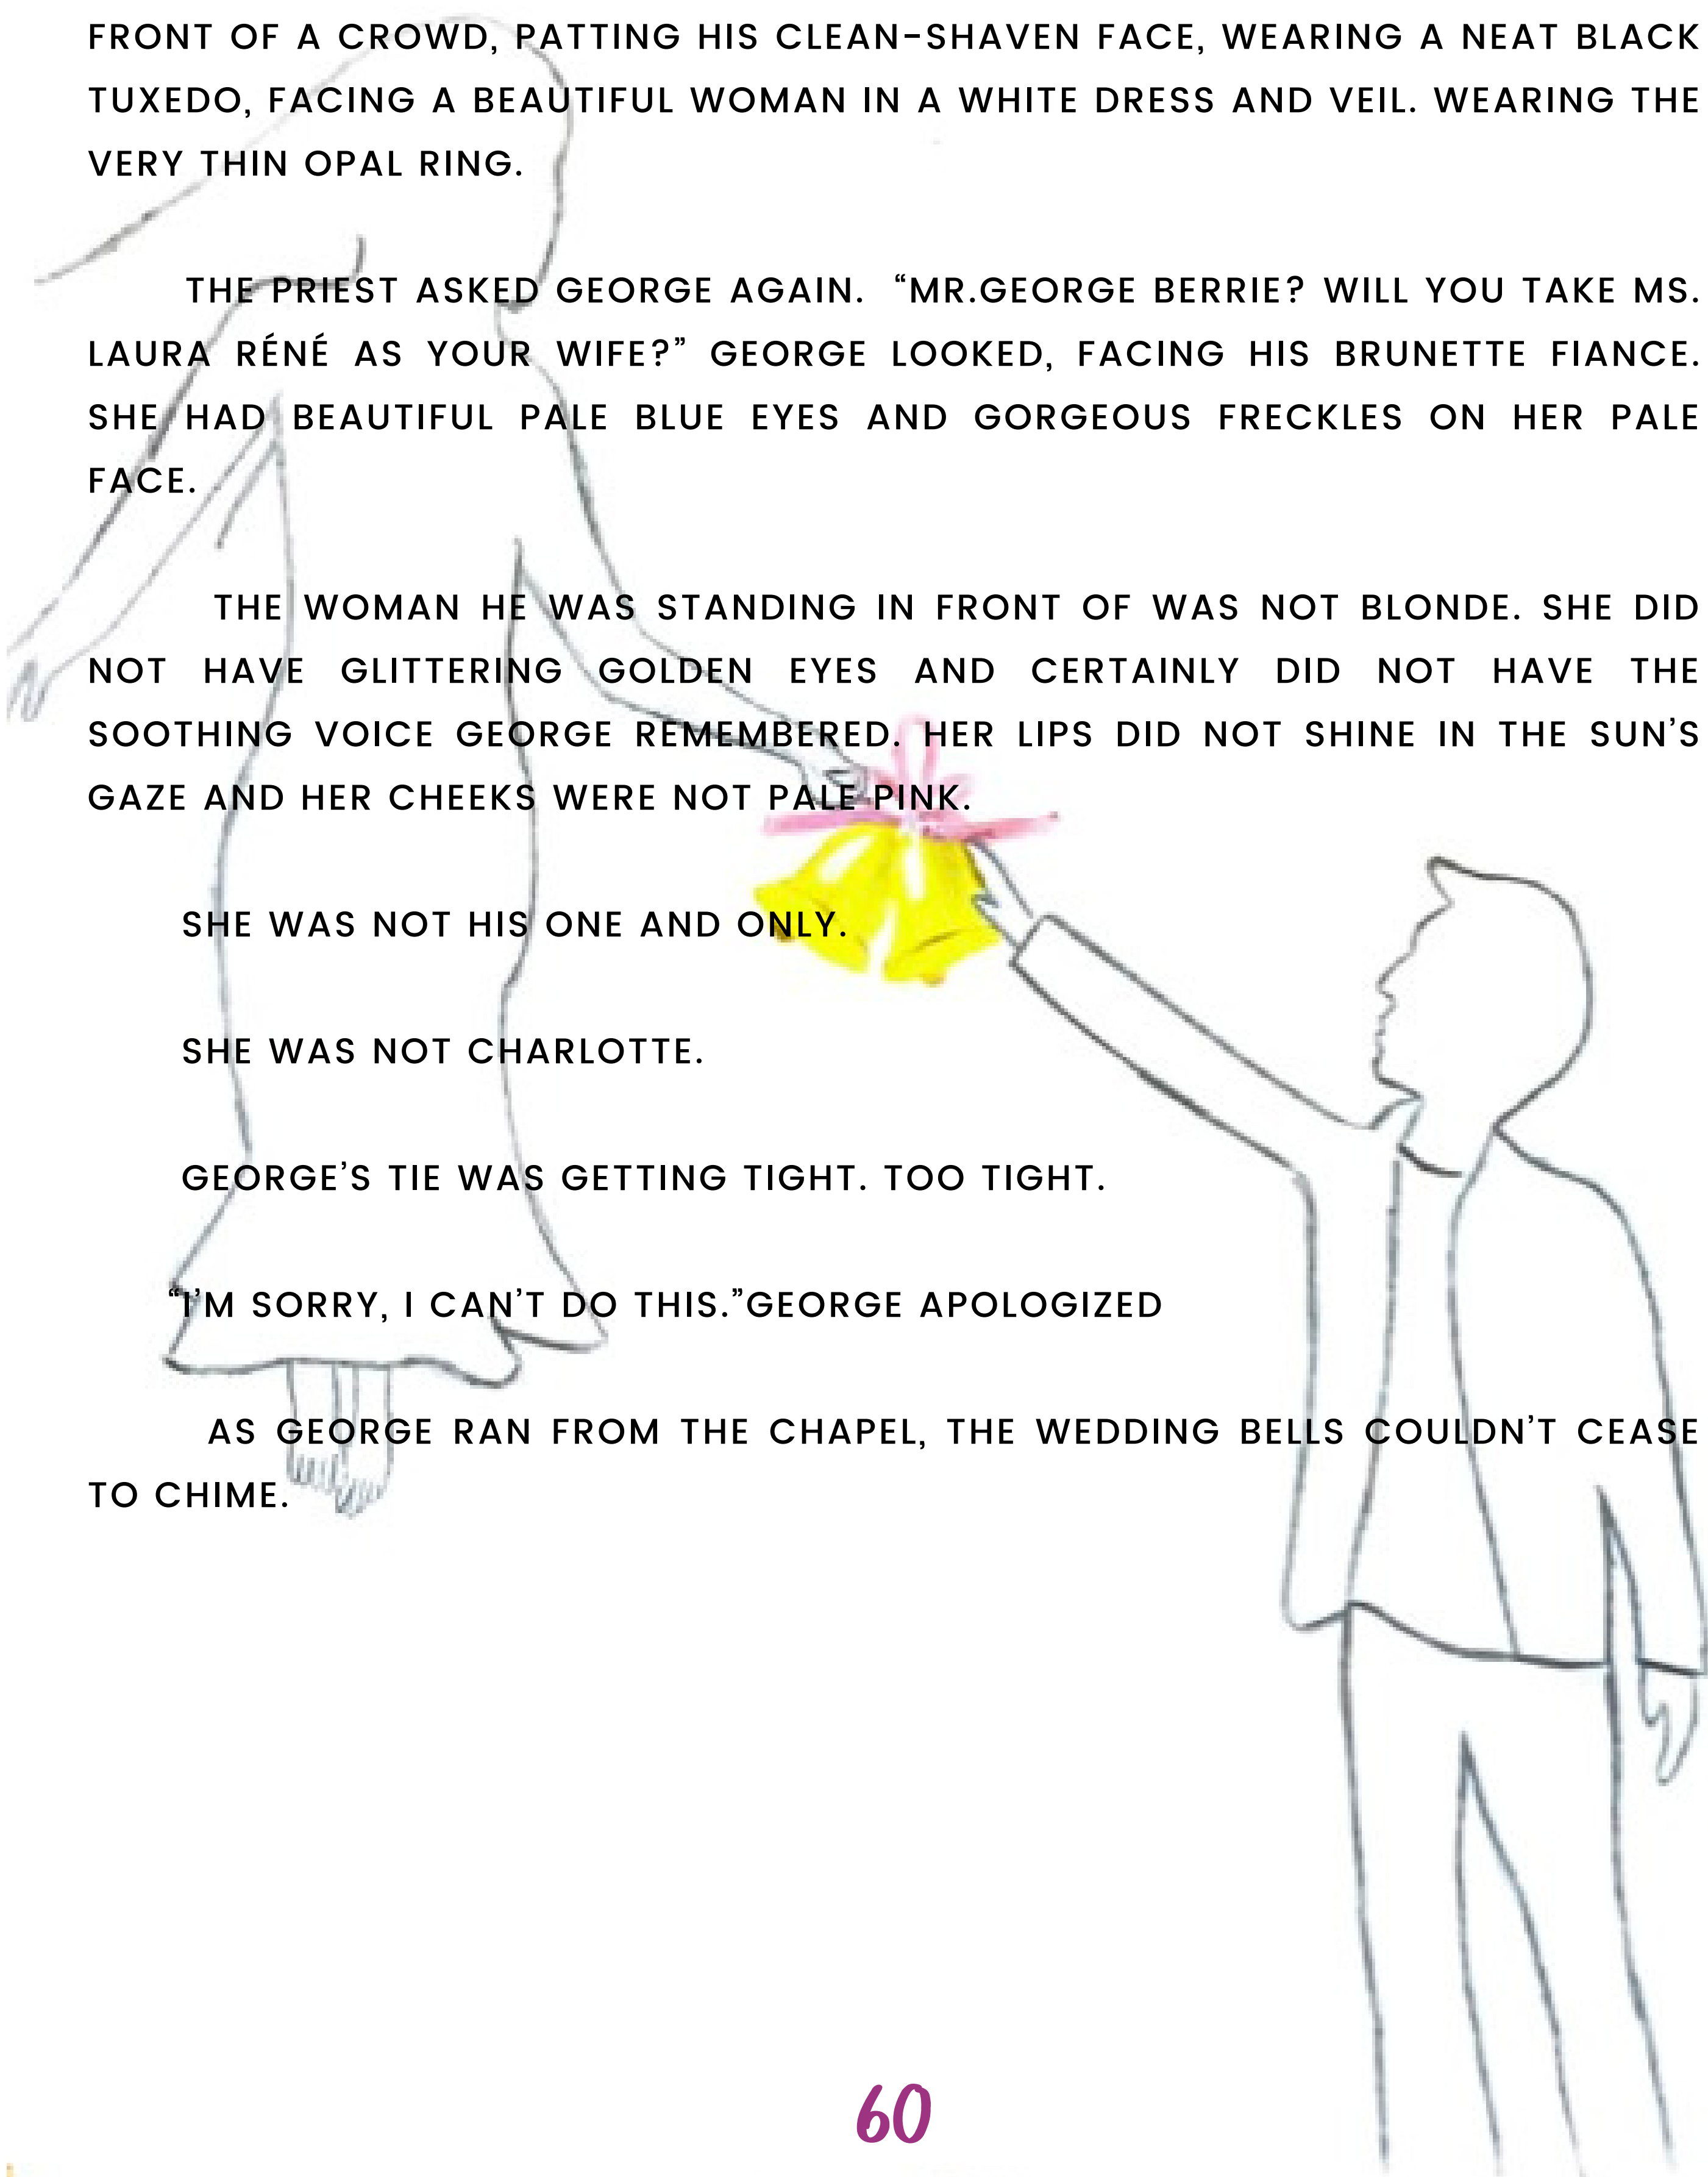 FRONT OF A CROWD, PATTING HIS CLEAN-SHAVEN FACE, WEARING A NEAT BLACK
TUXEDO, FACING A BEAUTIFUL WOMAN IN A WHITE DRESS AND VEIL. WEARING THE
VERY THIN OPAL RING.
THE PRIEST ASKED GEORGE AGAIN. “MR.GEORGE BERRIE? WILL YOU TAKE MS.
LAURA RÉNÉ AS YOUR WIFE?” GEORGE LOOKED, FACING HIS BRUNETTE FIANCE.
SHE HAD BEAUTIFUL PALE BLUE EYES AND GORGEOUS FRECKLES ON HER PALE
FACE.
THE WOMAN HE WAS STANDING IN FRONT OF WAS NOT BLONDE. SHE DID
NOT HAVE GLITTERING GOLDEN EYES AND CERTAINLY DID NOT HAVE THE
SOOTHING VOICE GEORGE REMEMBERED. HER LIPS DID NOT SHINE IN THE SUN’S
GAZE AND HER CHEEKS WERE NOT PALE PINK.
SHE WAS NOT HIS ONE AND ONLY.
SHE WAS NOT CHARLOTTE.
GEORGE’S TIE WAS GETTING TIGHT. TOO TIGHT.
“I’M SORRY, I CAN’T DO THIS.”GEORGE APOLOGIZED
AS GEORGE RAN FROM THE CHAPEL, THE WEDDING BELLS COULDN’T CEASE
TO CHIME.
60